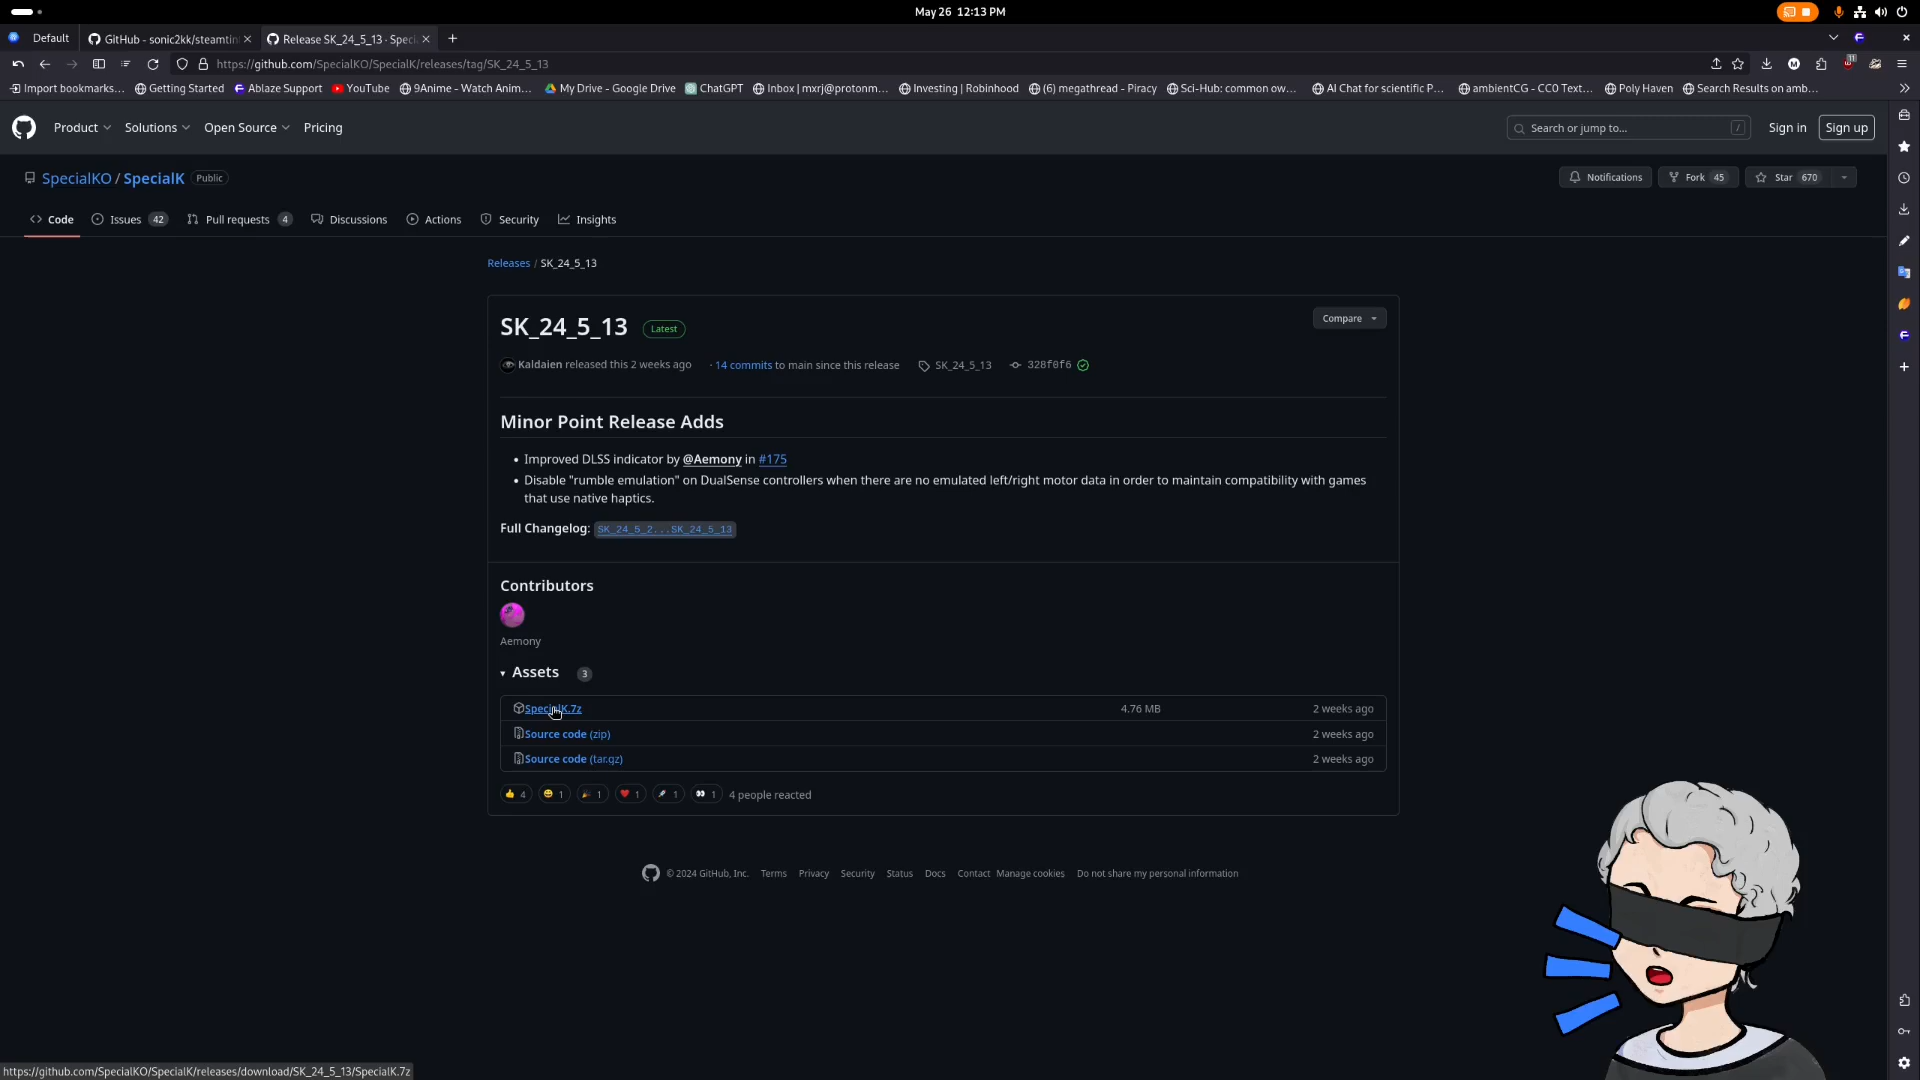 May 26 12:13 PM
Default
GitHub - sonic2kk/steamtin
Release SK_24_5_13 · Speci
https://github.com/SpecialKO/SpecialK/releases/tag/SK_24_5_13
11
Import bookmarks... Getting Started Ablaze Support YouTube 9Anime - Watch Anim... My Drive - Google Drive ChatGPT Inbox | mxrj@protonm... Investing | Robinhood (6) megathread - Piracy Sci-Hub: common ow... AI Chat for scientific P... ambientCG - CC0 Text... Poly Haven Search Results on amb...
Product Solutions Open Source Pricing
Search or jump to... /
Sign in Sign up
SpecialKO / SpecialK Public
Notifications Fork 45 Star 670
Code Issues 42 Pull requests 4 Discussions Actions Security Insights
Releases / SK_24_5_13
SK_24_5_13 Latest
Compare
Kaldaien released this 2 weeks ago · 14 commits to main since this release SK_24_5_13 328f0f6
Minor Point Release Adds
• Improved DLSS indicator by @Aemony in #175
• Disable "rumble emulation" on DualSense controllers when there are no emulated left/right motor data in order to maintain compatibility with games
that use native haptics.
Full Changelog: SK_24_5_2...SK_24_5_13
Contributors
Aemony
Assets 3
SpecialK.7z 4.76 MB 2 weeks ago
Source code (zip) 2 weeks ago
Source code (tar.gz) 2 weeks ago
4 1 1 1 1 1 4 people reacted
© 2024 GitHub, Inc. Terms Privacy Security Status Docs Contact Manage cookies Do not share my personal information
https://github.com/SpecialKO/SpecialK/releases/download/SK_24_5_13/SpecialK.7z